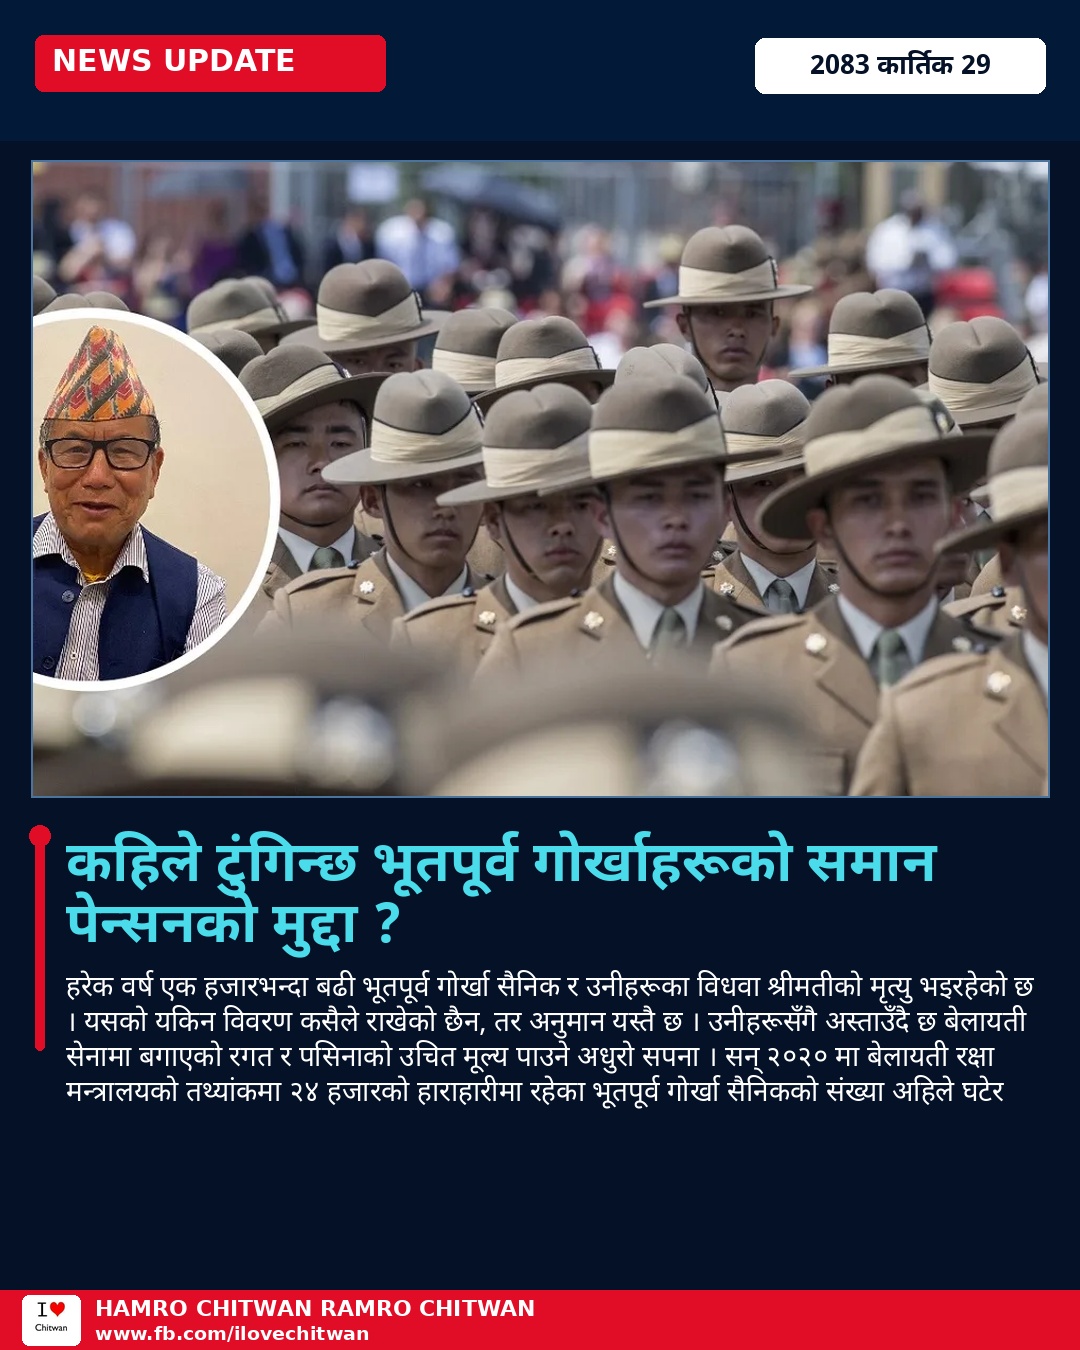 NEWS UPDATE
2083 कार्तिक 29
कहिले टुंगिन्छ भूतपूर्व गोर्खाहरूको समान
पेन्सनको मुद्दा ?
हरेक वर्ष एक हजारभन्दा बढी भूतपूर्व गोर्खा सैनिक र उनीहरूका विधवा श्रीमतीको मृत्यु भइरहेको छ
। यसको यकिन विवरण कसैले राखेको छैन, तर अनुमान यस्तै छ । उनीहरूसँगै अस्ताउँदै छ बेलायती
सेनामा बगाएको रगत र पसिनाको उचित मूल्य पाउने अधुरो सपना । सन् २०२० मा बेलायती रक्षा
मन्त्रालयको तथ्यांकमा २४ हजारको हाराहारीमा रहेका भूतपूर्व गोर्खा सैनिकको संख्या अहिले घटेर
I ❤
Chitwan
HAMRO CHITWAN RAMRO CHITWAN
www.fb.com/ilovechitwan